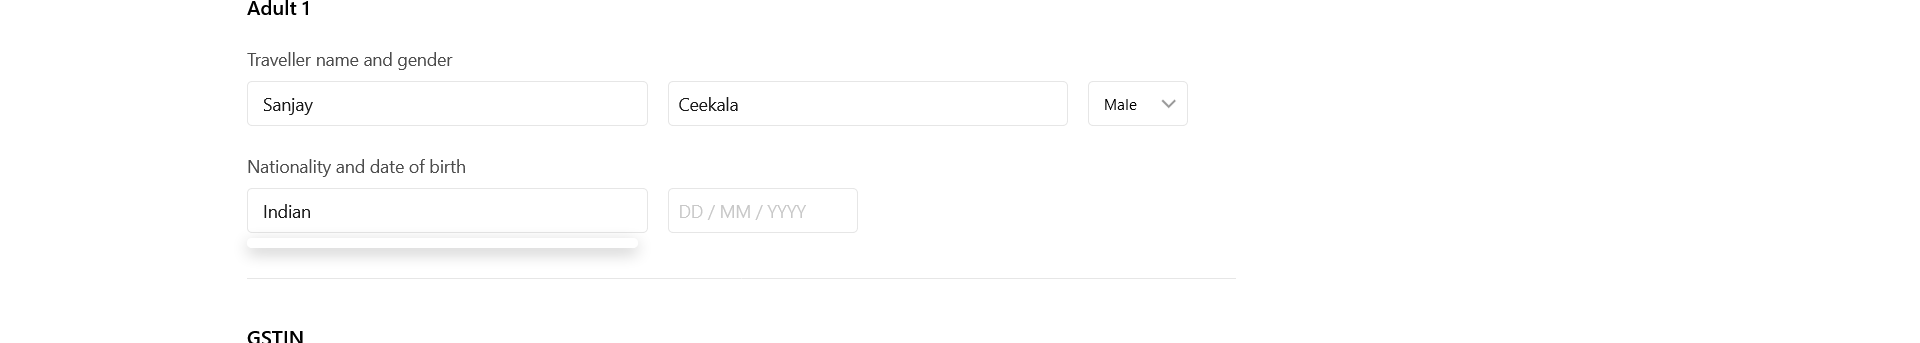 Adult 1
Traveller name and gender
Sanjay Ceekala Male
Nationality and date of birth
Indian DD / MM / YYYY
GSTIN